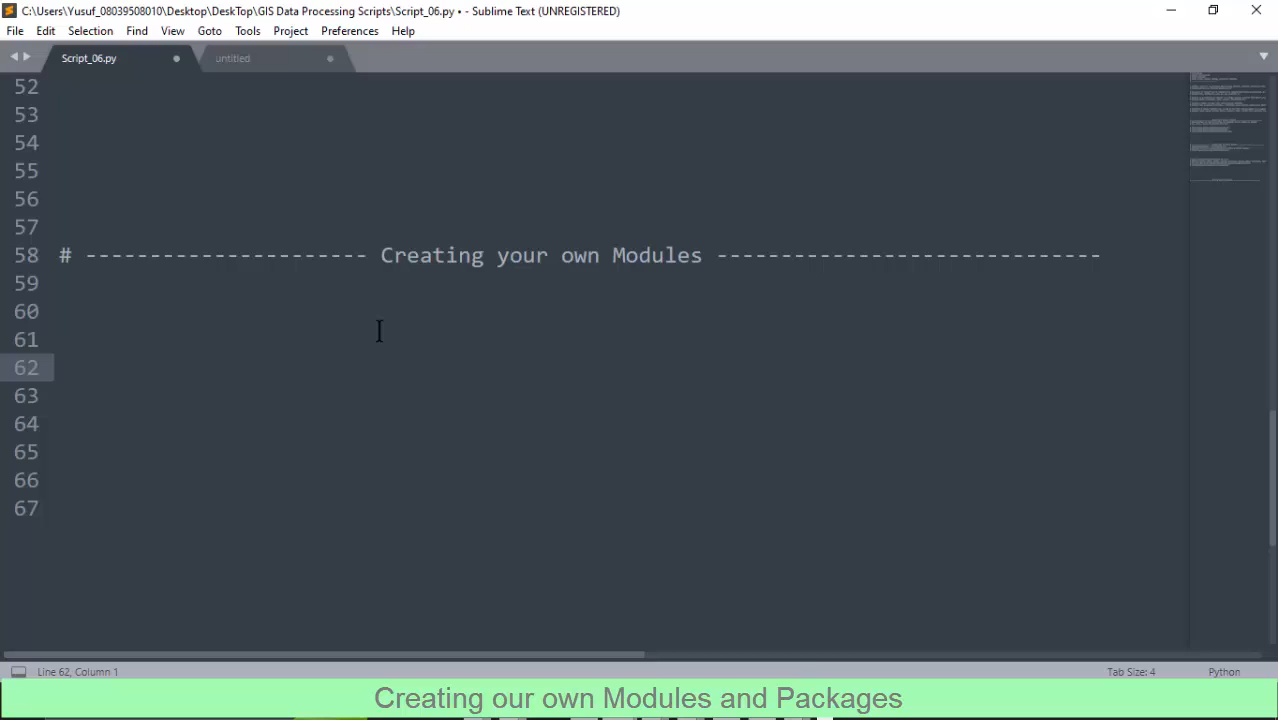 C:\Users\Yusuf_08039508010\Desktop\DeskTop\GIS Data Processing Scripts\Script_06.py • - Sublime Text (UNREGISTERED)
File Edit Selection Find View Goto Tools Project Preferences Help
Script_06.py untitled
52
53
54
55
56
57
58 # ---------------------- Creating your own Modules ------------------------------
59
60
61
62
63
64
65
66
67
Line 62, Column 1 Tab Size: 4 Python
Creating our own Modules and Packages